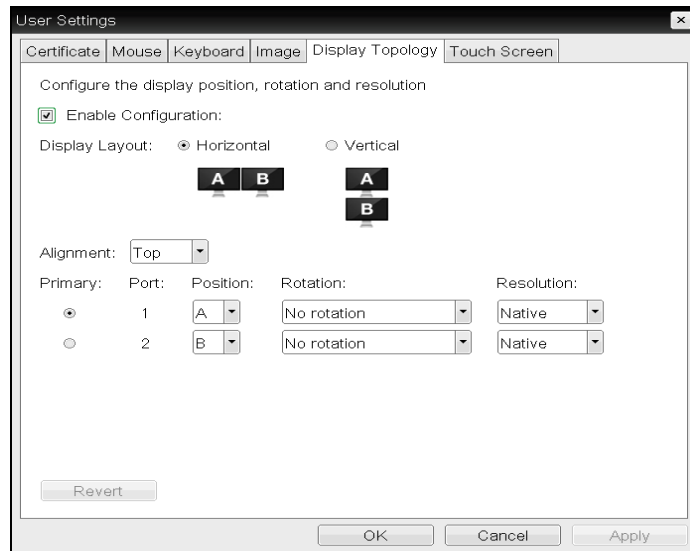 User Settings
Certificate Mouse Keyboard Image Display Topology Touch Screen
Configure the display position, rotation and resolution
Enable Configuration:
Display Layout: Horizontal Vertical
A B A
B
Alignment: Top
Primary: Port: Position: Rotation: Resolution:
1 A No rotation Native
2 B No rotation Native
Revert
OK Cancel Apply